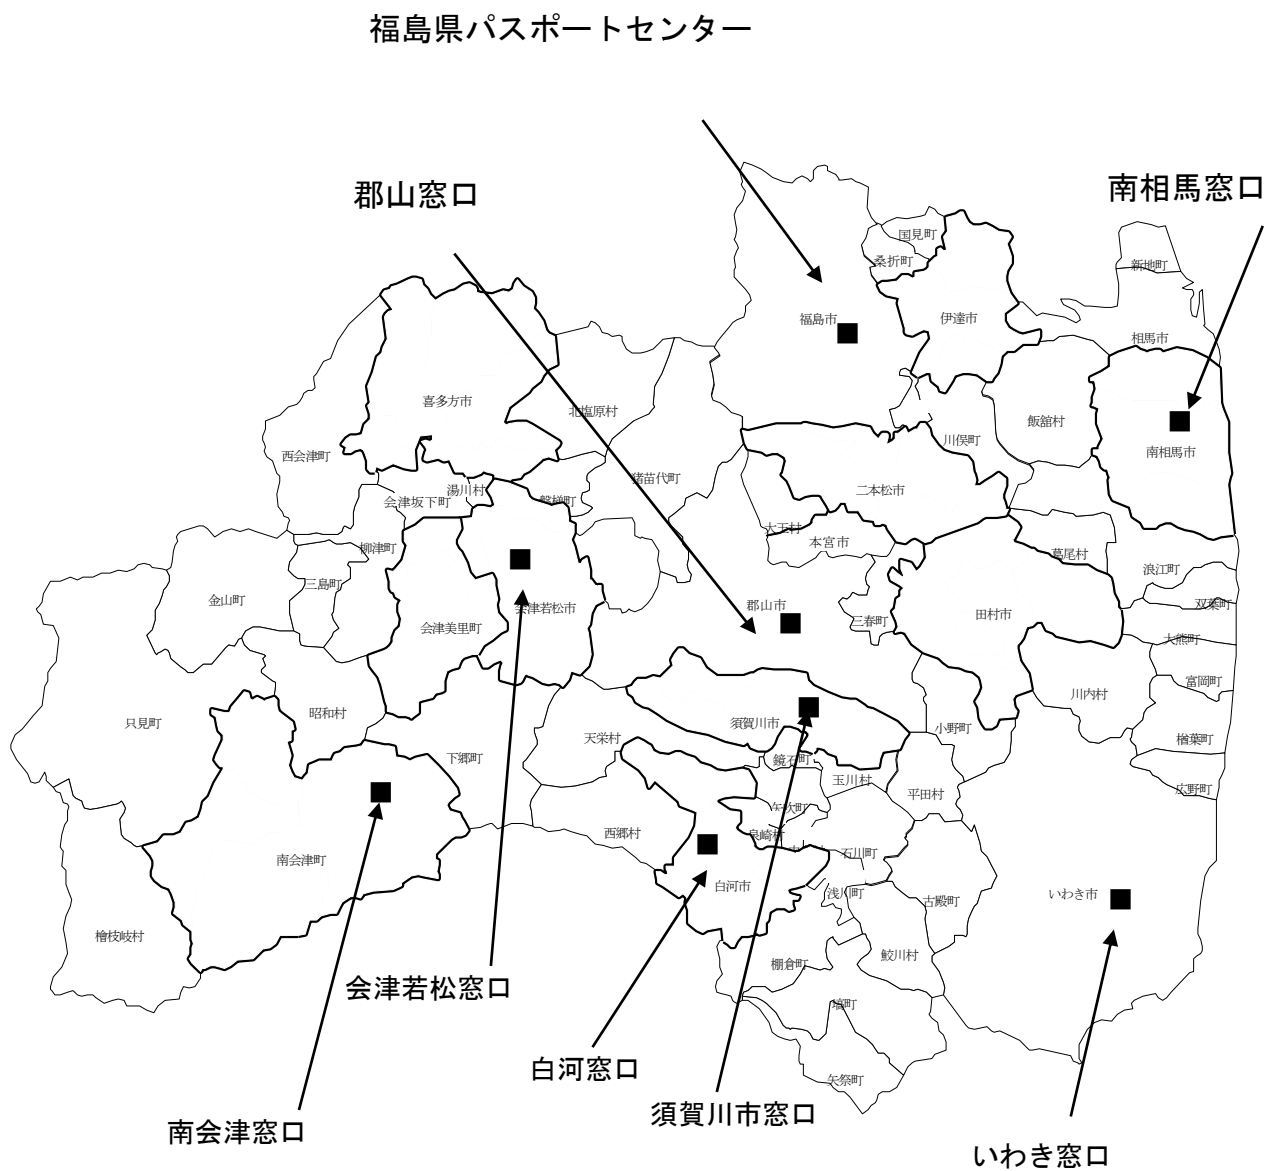 福島県パスポートセンター
郡山窓口
南相馬窓口
国見町
桑折町
新地町
福島市
伊達市
相馬市
喜多方市
北塩原村
川俣町
飯舘村
南相馬市
西会津町
湯川村
会津坂下町
磐梯町
猪苗代町
二本松市
大玉村
本宮市
柳津町
葛尾村
浪江町
三島町
金山町
会津若松市
郡山市
三春町
田村市
双葉町
会津美里町
大熊町
富岡町
川内村
只見町
昭和村
須賀川市
小野町
楢葉町
天栄村
下郷町
鏡石町
玉川村
平田村
広野町
矢吹町
泉崎村
西郷村
石川町
南会津町
白河市
浅川町
古殿町
いわき市
檜枝岐村
棚倉町
鮫川村
会津若松窓口
塙町
白河窓口
矢祭町
須賀川市窓口
南会津窓口
いわき窓口